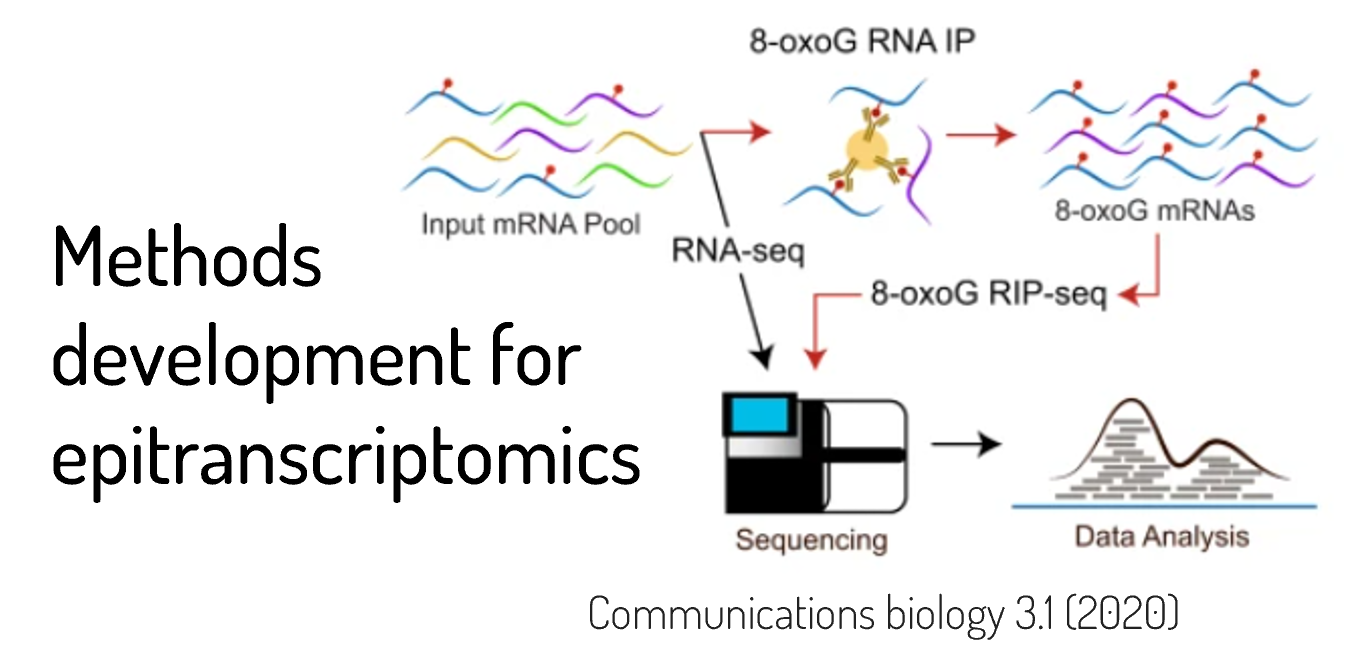 8-oxoG RNA IP
Input mRNA Pool
8-oxoG mRNAs
RNA-seq
8-oxoG RIP-seq
Methods
development for
epitranscriptomics
Sequencing
Data Analysis
Communications biology 3.1 (2020)